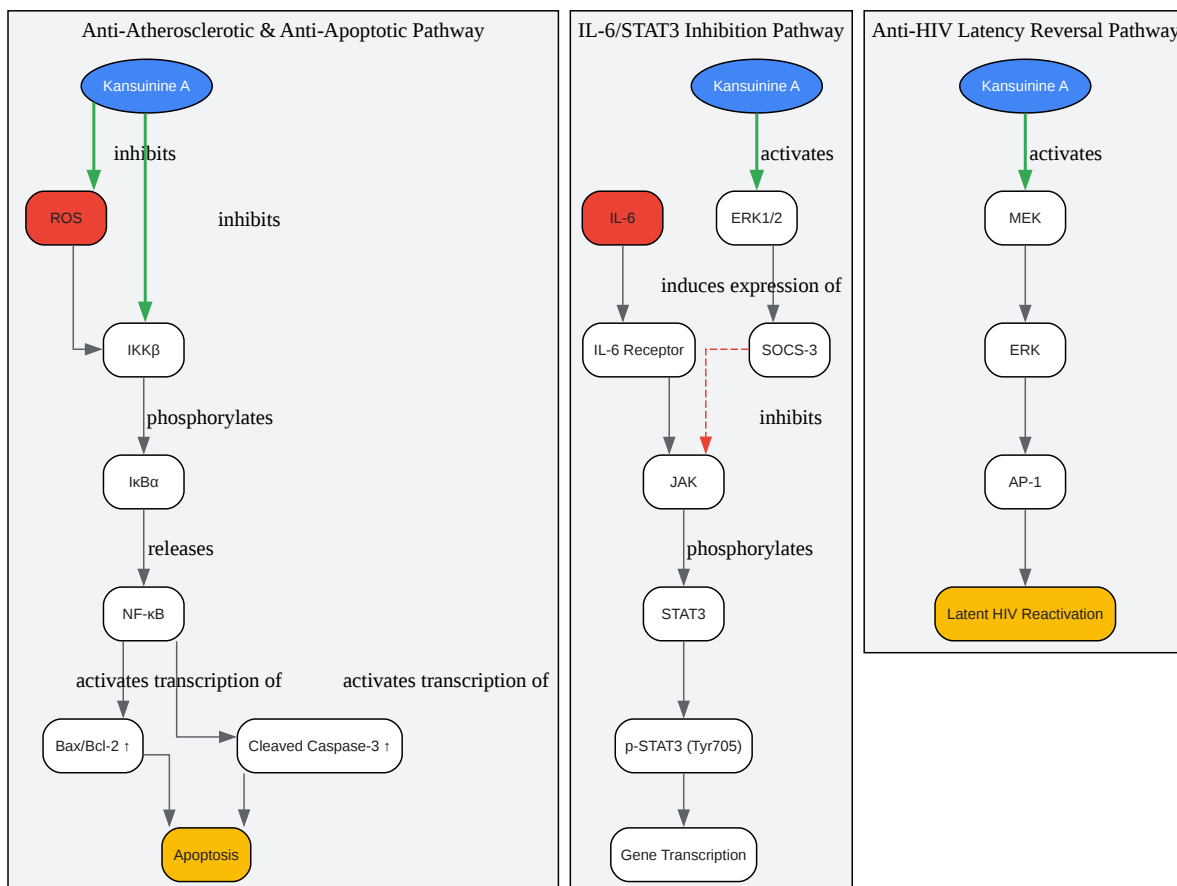 Anti-Atherosclerotic & Anti-Apoptotic Pathway
Kansuinine A
inhibits
ROS
inhibits
IKKβ
phosphorylates
IκBα
releases
NF-κB
activates transcription of
activates transcription of
Bax/Bcl-2 ↑
Cleaved Caspase-3 ↑
Apoptosis
IL-6/STAT3 Inhibition Pathway
Kansuinine A
activates
IL-6
ERK1/2
induces expression of
IL-6 Receptor
SOCS-3
inhibits
JAK
phosphorylates
STAT3
p-STAT3 (Tyr705)
Gene Transcription
Anti-HIV Latency Reversal Pathway
Kansuinine A
activates
MEK
ERK
AP-1
Latent HIV Reactivation